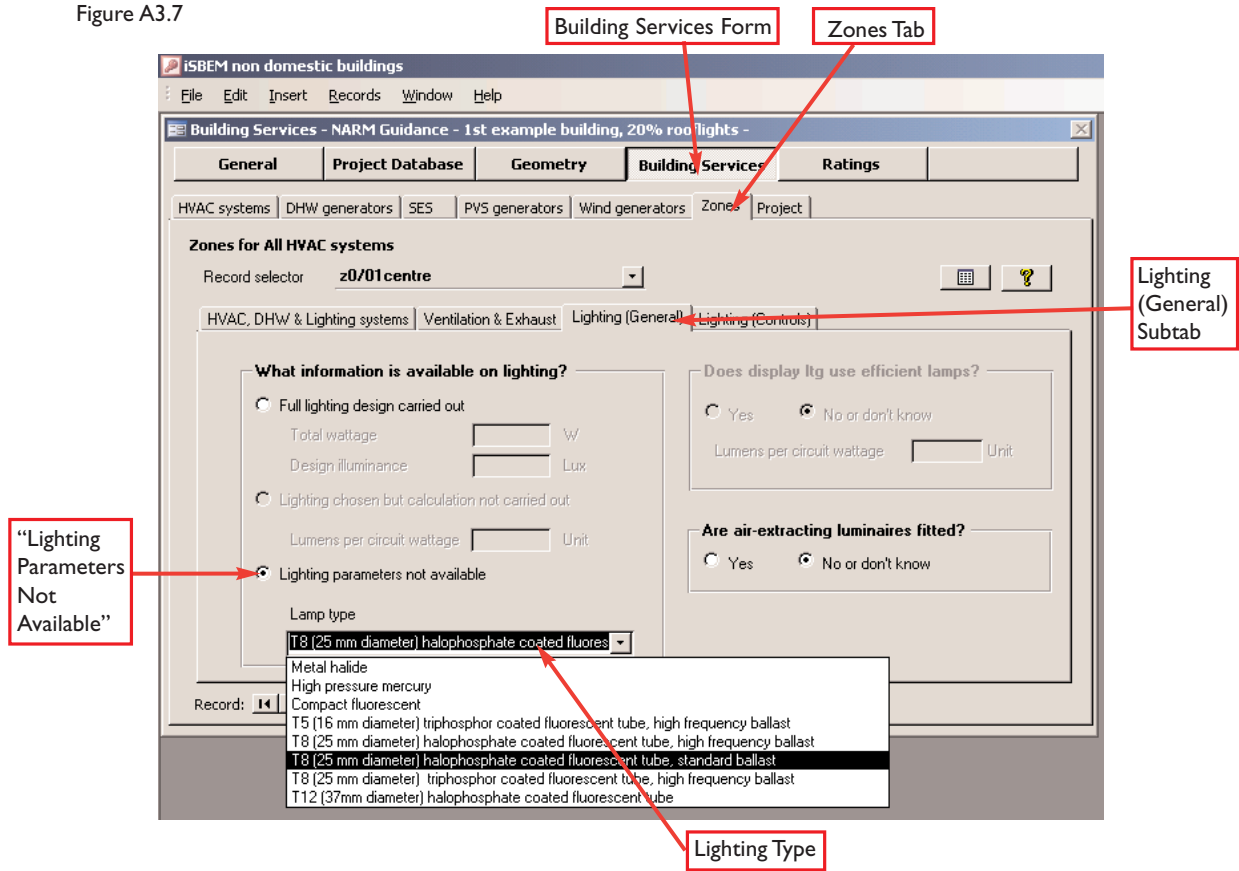 Figure A3.7
Building Services Form
Zones Tab
iSBEM non domestic buildings
File Edit Insert Records Window Help
Building Services - NARM Guidance - 1st example building, 20% rooflights -
General Project Database Geometry Building Services Ratings
HVAC systems DHW generators SES PVS generators Wind generators Zones Project
Zones for All HVAC systems
Record selector z0/01centre
HVAC, DHW & Lighting systems Ventilation & Exhaust Lighting (General) Lighting (Controls)
Lighting
(General)
Subtab
What information is available on lighting?
Full lighting design carried out
Total wattage W
Design illuminance Lux
Lighting chosen but calculation not carried out
Lumens per circuit wattage Unit
Lighting parameters not available
Lamp type
T8 (25 mm diameter) halophosphate coated fluores
Does display ltg use efficient lamps?
Yes No or don't know
Lumens per circuit wattage Unit
Are air-extracting luminaires fitted?
Yes No or don't know
"Lighting
Parameters
Not
Available"
Metal halide
High pressure mercury
Compact fluorescent
T5 (16 mm diameter) triphosphor coated fluorescent tube, high frequency ballast
T8 (25 mm diameter) halophosphate coated fluorescent tube, high frequency ballast
T8 (25 mm diameter) halophosphate coated fluorescent tube, standard ballast
T8 (25 mm diameter) triphosphor coated fluorescent tube, high frequency ballast
T12 (37mm diameter) halophosphate coated fluorescent tube
Record:
Lighting Type